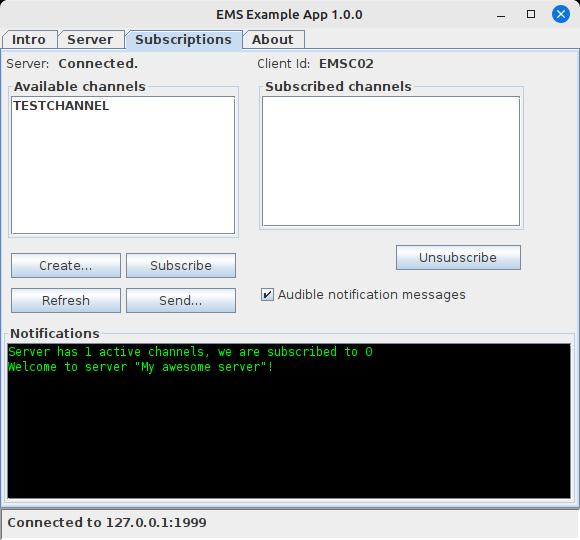 EMS Example App 1.0.0
Intro Server Subscriptions About
Server: Connected. Client Id: EMSC02
Available channels Subscribed channels
TESTCHANNEL
Create... Subscribe Unsubscribe
Refresh Send... Audible notification messages
Notifications
Server has 1 active channels, we are subscribed to 0
Welcome to server "My awesome server"!
Connected to 127.0.0.1:1999